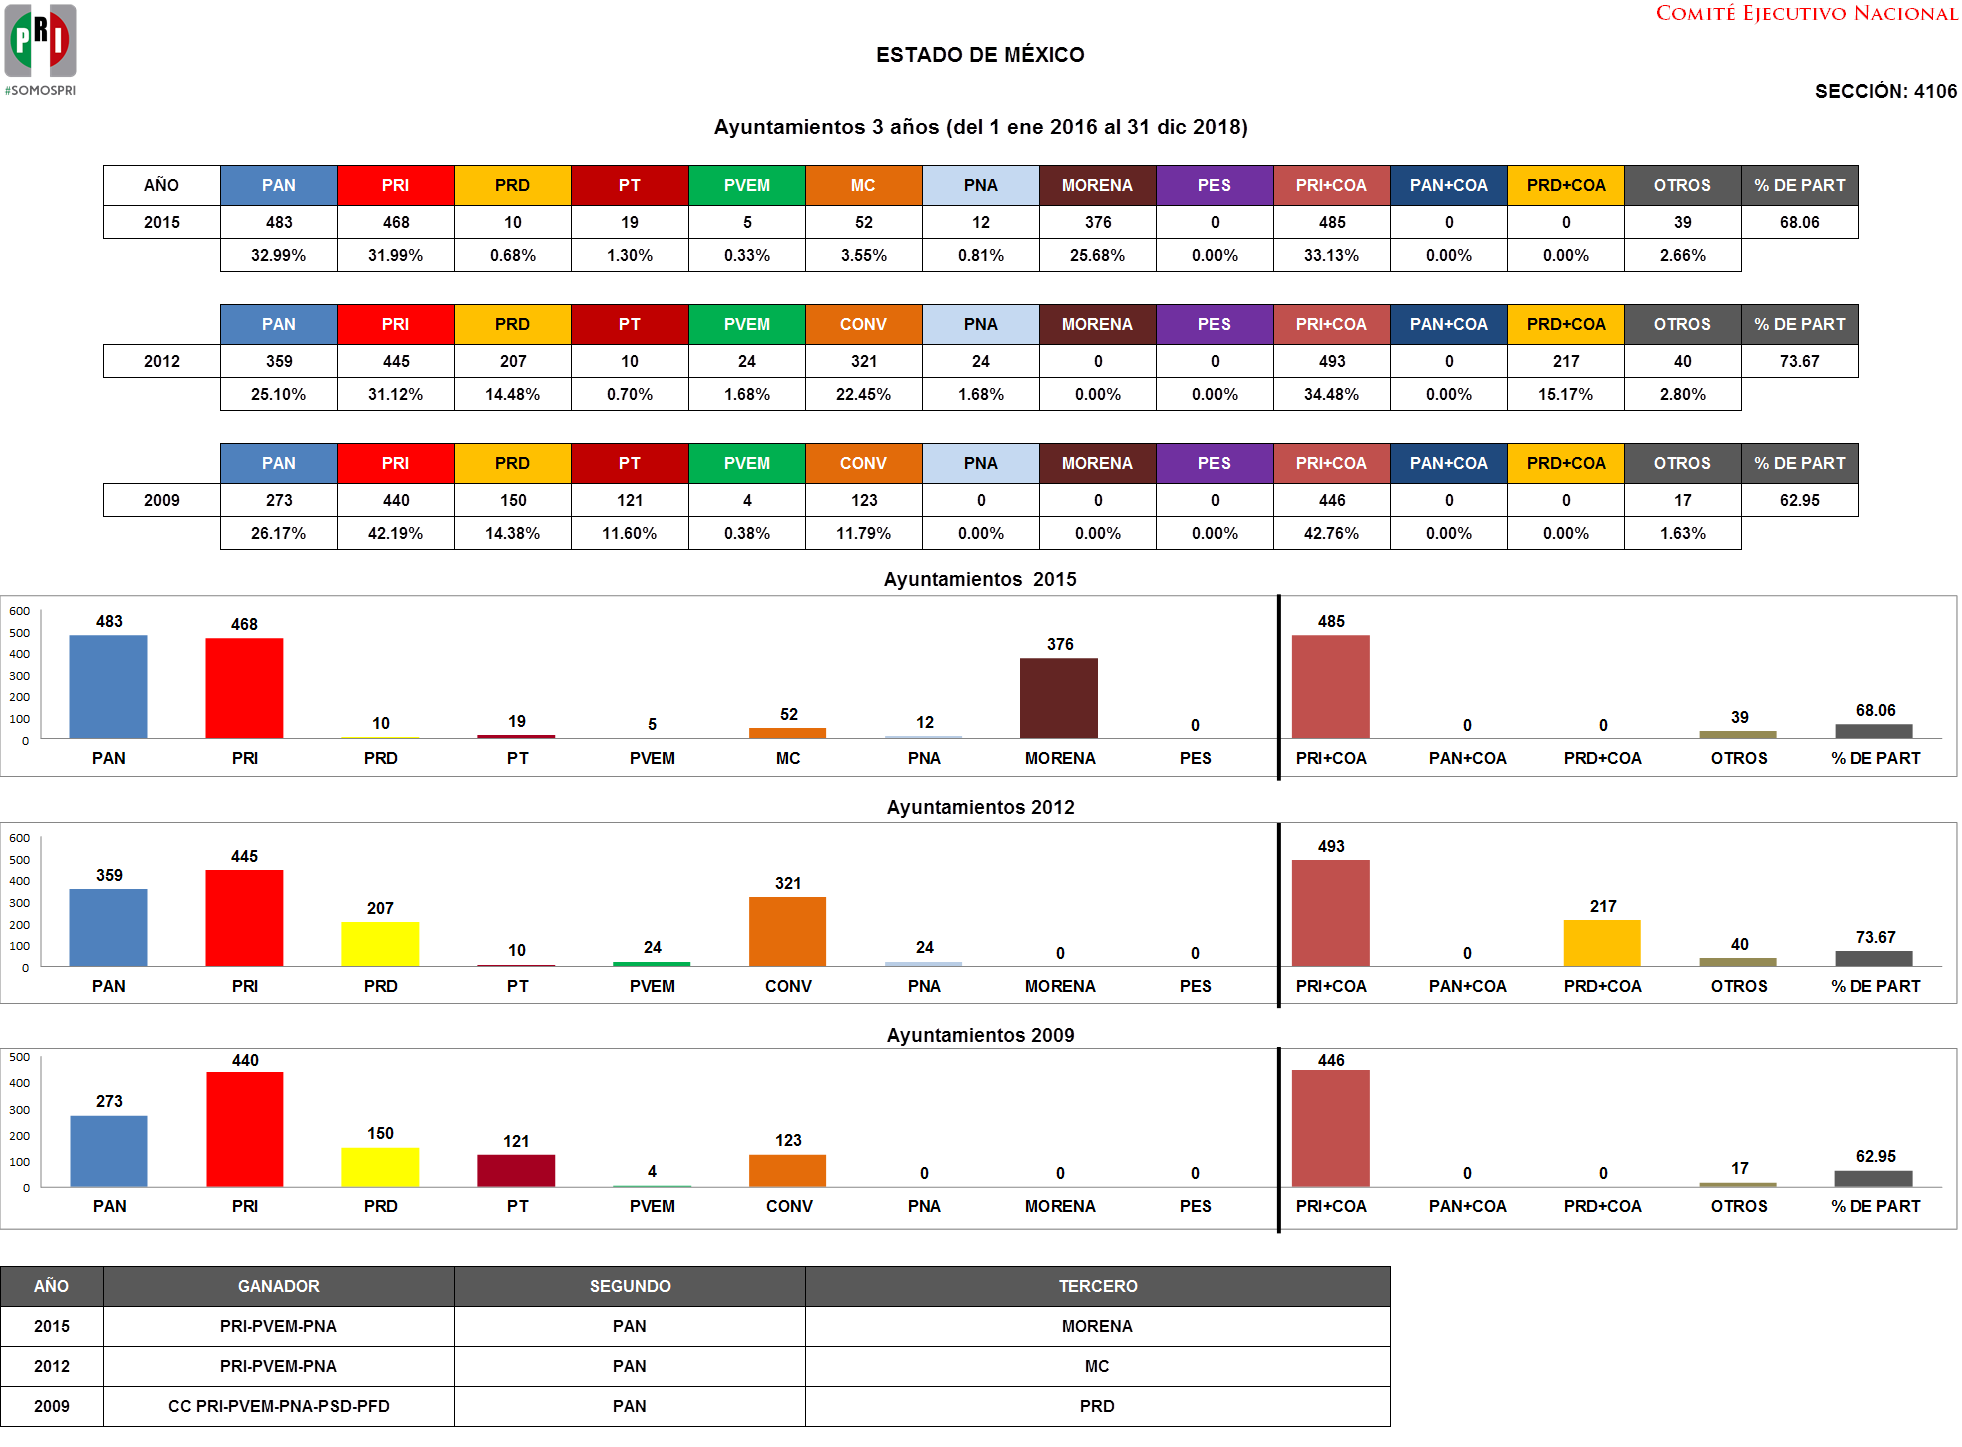 PRI
#SOMOSPRI
COMITÉ EJECUTIVO NACIONAL
ESTADO DE MÉXICO
SECCIÓN: 4106
Ayuntamientos 3 años (del 1 ene 2016 al 31 dic 2018)
AÑO PAN PRI PRD PT PVEM MC PNA MORENA PES PRI+COA PAN+COA PRD+COA OTROS % DE PART
2015 483 468 10 19 5 52 12 376 0 485 0 0 39 68.06
32.99% 31.99% 0.68% 1.30% 0.33% 3.55% 0.81% 25.68% 0.00% 33.13% 0.00% 0.00% 2.66%
PAN PRI PRD PT PVEM CONV PNA MORENA PES PRI+COA PAN+COA PRD+COA OTROS % DE PART
2012 359 445 207 10 24 321 24 0 0 493 0 217 40 73.67
25.10% 31.12% 14.48% 0.70% 1.68% 22.45% 1.68% 0.00% 0.00% 34.48% 0.00% 15.17% 2.80%
PAN PRI PRD PT PVEM CONV PNA MORENA PES PRI+COA PAN+COA PRD+COA OTROS % DE PART
2009 273 440 150 121 4 123 0 0 0 446 0 0 17 62.95
26.17% 42.19% 14.38% 11.60% 0.38% 11.79% 0.00% 0.00% 0.00% 42.76% 0.00% 0.00% 1.63%
Ayuntamientos 2015
600
500
400
300
200
100
0
483 468 10 19 5 52 12 376 0 485 0 0 39 68.06
PAN PRI PRD PT PVEM MC PNA MORENA PES PRI+COA PAN+COA PRD+COA OTROS % DE PART
Ayuntamientos 2012
600
500
400
300
200
100
0
359 445 207 10 24 321 24 0 0 493 0 217 40 73.67
PAN PRI PRD PT PVEM CONV PNA MORENA PES PRI+COA PAN+COA PRD+COA OTROS % DE PART
Ayuntamientos 2009
500
400
300
200
100
0
273 440 150 121 4 123 0 0 0 446 0 0 17 62.95
PAN PRI PRD PT PVEM CONV PNA MORENA PES PRI+COA PAN+COA PRD+COA OTROS % DE PART
AÑO GANADOR SEGUNDO TERCERO
2015 PRI-PVEM-PNA PAN MORENA
2012 PRI-PVEM-PNA PAN MC
2009 CC PRI-PVEM-PNA-PSD-PFD PAN PRD